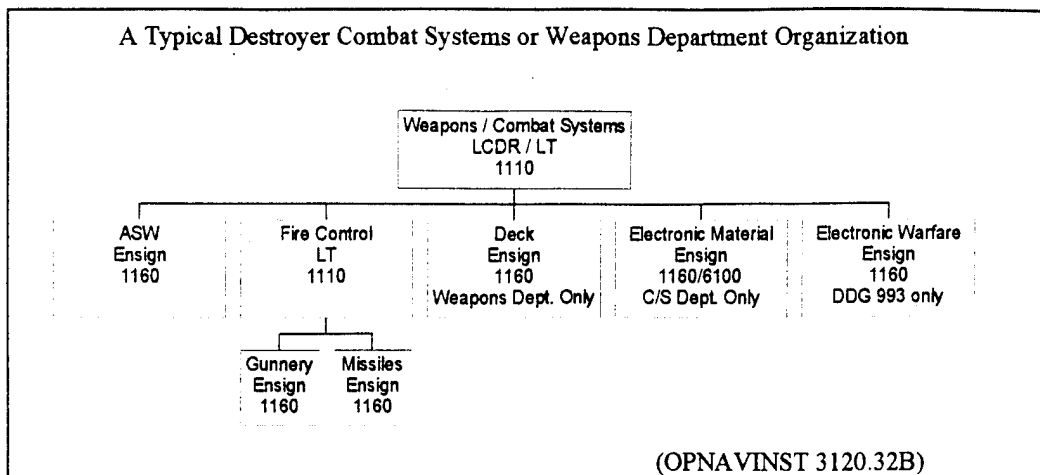 A Typical Destroyer Combat Systems or Weapons Department Organization
Weapons / Combat Systems
LCDR / LT
1110
ASW
Ensign
1160
Fire Control
LT
1110
Deck
Ensign
1160
Weapons Dept. Only
Electronic Material
Ensign
1160/6100
C/S Dept. Only
Electronic Warfare
Ensign
1160
DDG 993 only
Gunnery
Ensign
1160
Missiles
Ensign
1160
(OPNAVINST 3120.32B)